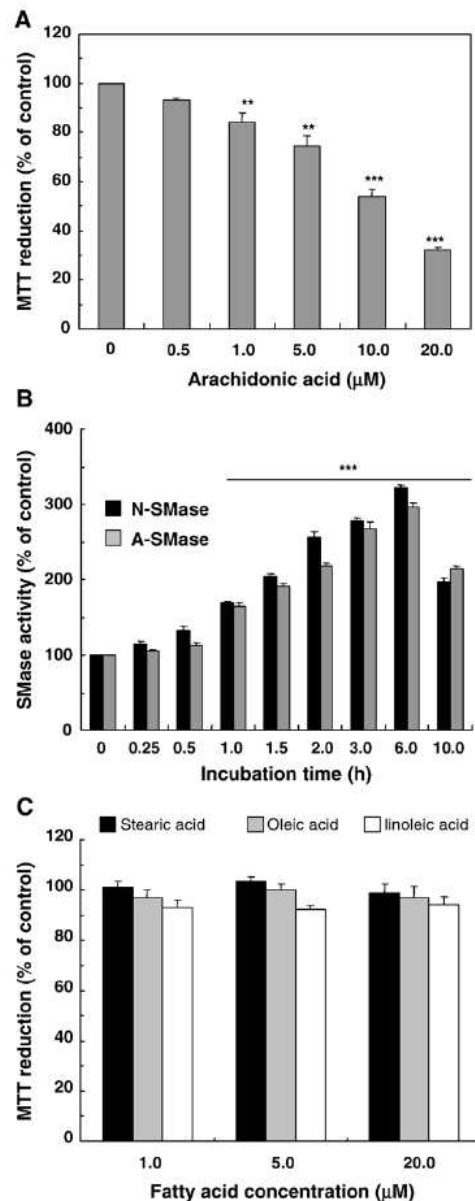 A
MTT reduction (% of control)
120
100
80
60
40
20
0
**
**
***
***
0 0.5 1.0 5.0 10.0 20.0
Arachidonic acid (μM)
B
SMase activity (% of control)
400
300
200
100
0
***
N-SMase
A-SMase
0 0.25 0.5 1.0 1.5 2.0 3.0 6.0 10.0
Incubation time (h)
C
MTT reduction (% of control)
120
100
80
60
40
20
0
Stearic acid Oleic acid linoleic acid
1.0 5.0 20.0
Fatty acid concentration (μM)